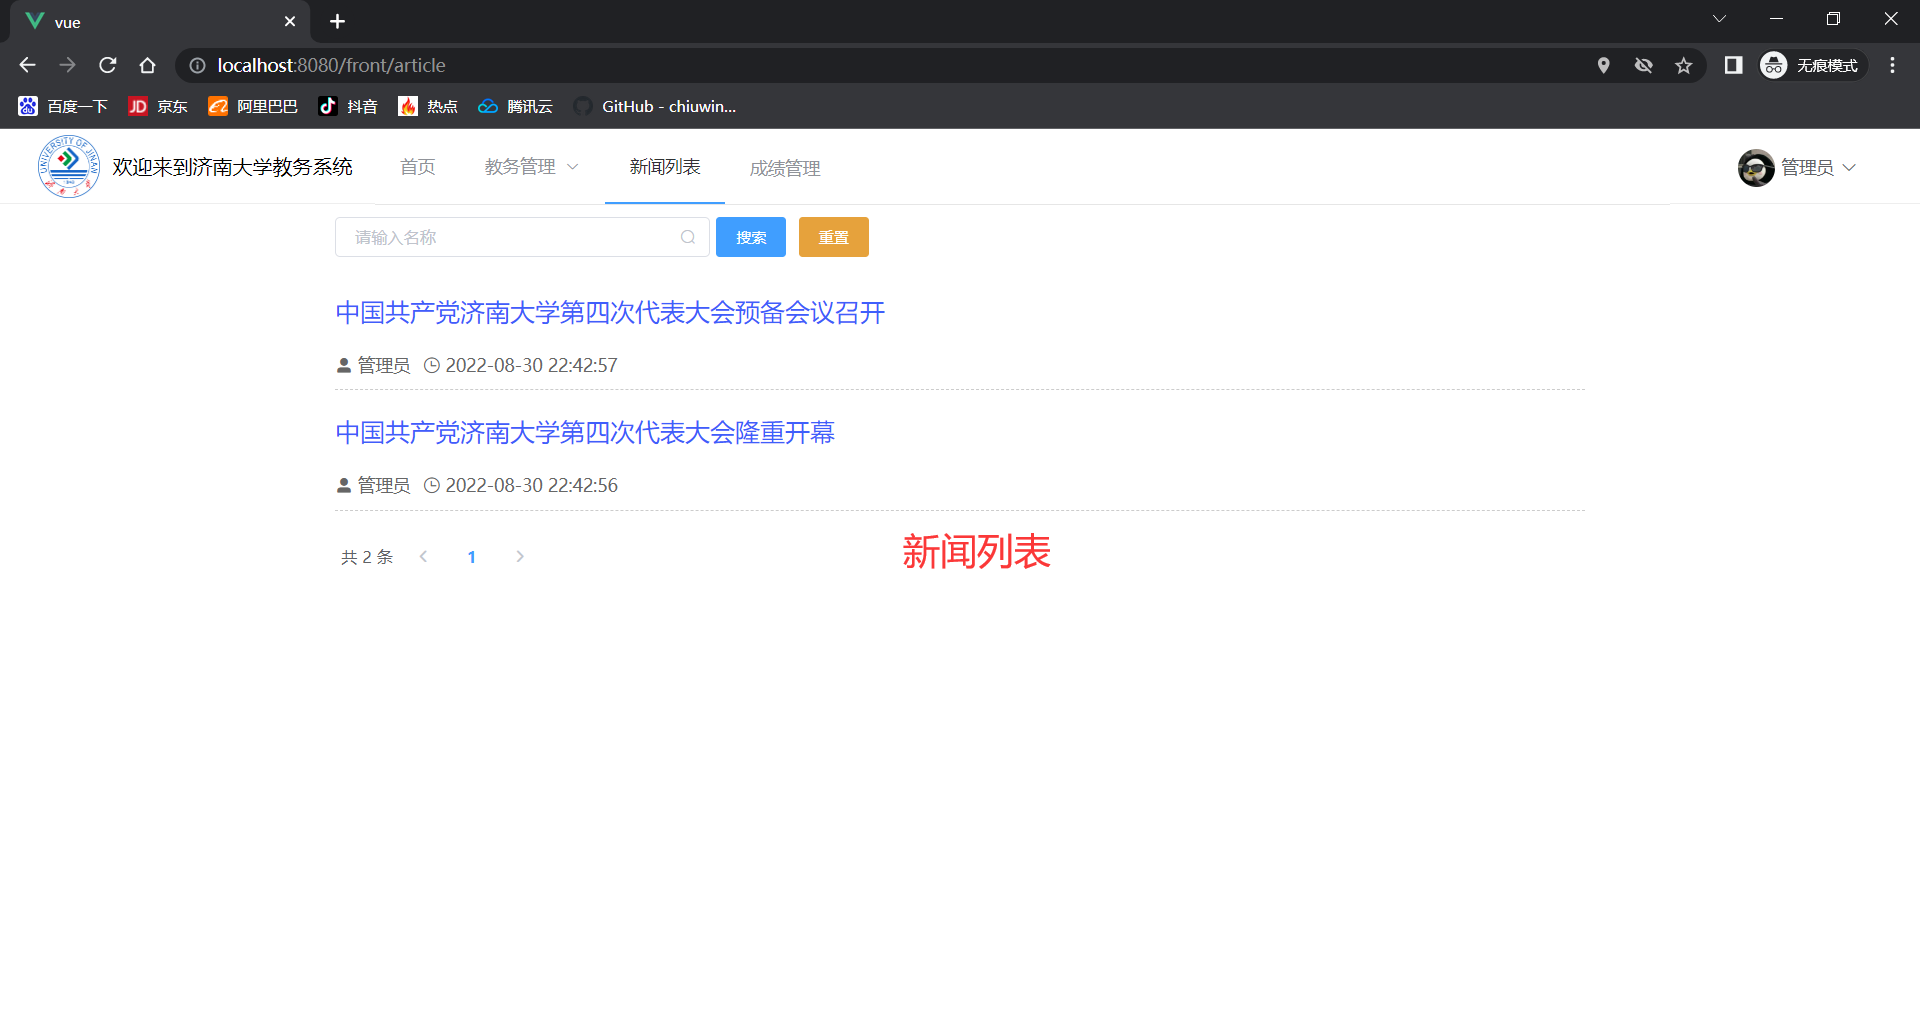 vue
localhost:8080/front/article
无痕模式
百度一下 京东 阿里巴巴 抖音 热点 腾讯云 GitHub - chiuwin...
UNIVERSITY OF JINAN
欢迎来到济南大学教务系统 首页 教务管理 新闻列表 成绩管理 管理员
请输入名称 搜索 重置
中国共产党济南大学第四次代表大会预备会议召开
管理员 2022-08-30 22:42:57
中国共产党济南大学第四次代表大会隆重开幕
管理员 2022-08-30 22:42:56
共 2 条 1
新闻列表